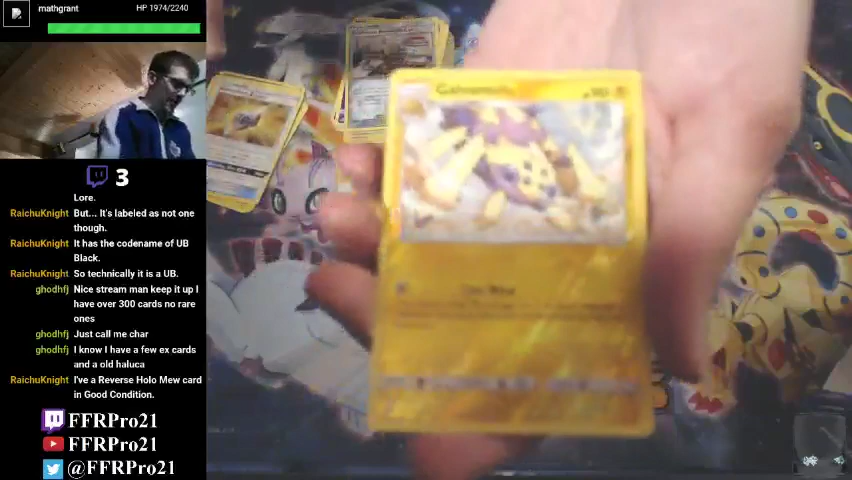 mathgrant
HP 1974/2240
3
Lore.
RaichuKnight But... It's labeled as not one
though.
RaichuKnight It has the codename of UB
Black.
RaichuKnight So technically it is a UB.
ghodhfj Nice stream man keep it up I
have over 300 cards no rare
ones
ghodhfj Just call me char
ghodhfj I know I have a few ex cards
and a old haluca
RaichuKnight I've a Reverse Holo Mew card
in Good Condition.
FFRPro21
FFRPro21
@FFRPro21